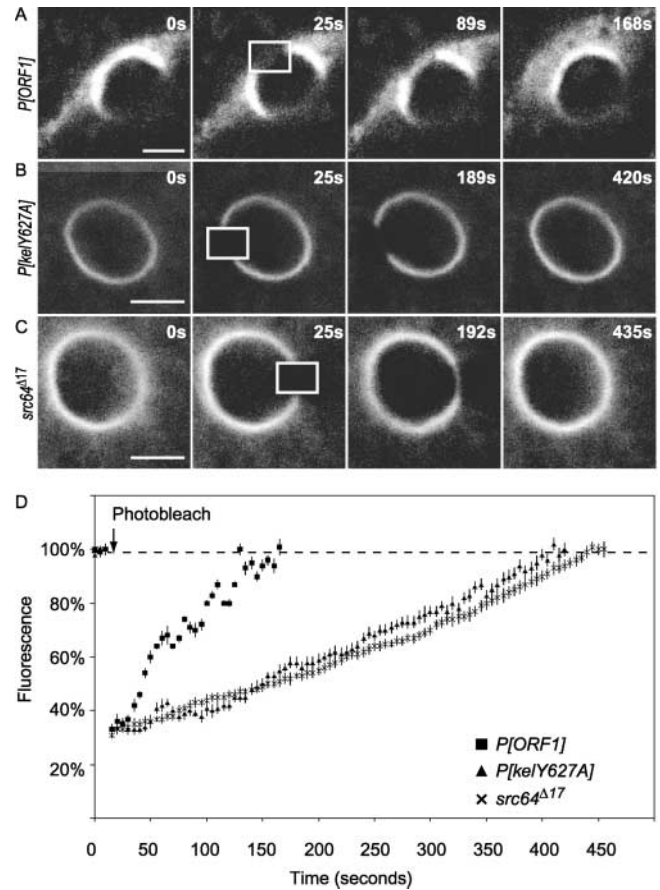 A
0s
25s
89s
168s
P[ORF1]
B
0s
25s
189s
420s
P[kelY627A]
C
0s
25s
192s
435s
src64Δ17
D
Photobleach
100%
80%
60%
40%
20%
Fluorescence
P[ORF1]
P[kelY627A]
src64Δ17
0 50 100 150 200 250 300 350 400 450
Time (seconds)